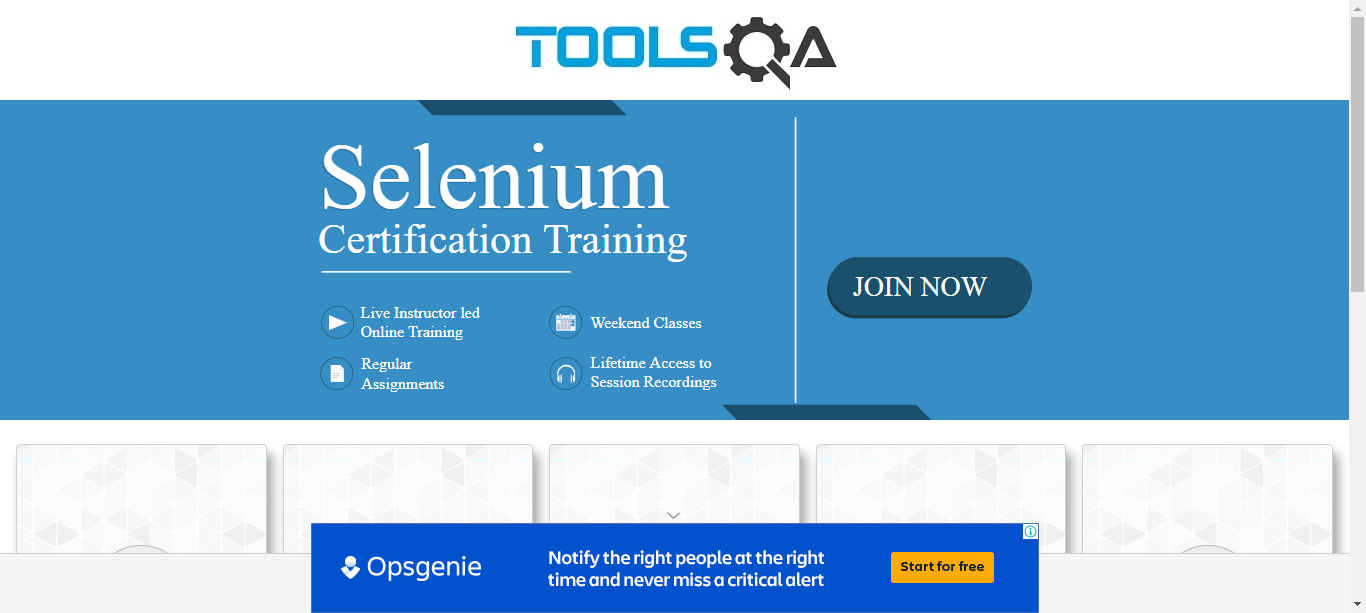 TOOLSQA
Selenium
Certification Training
Live Instructor led
Online Training
Weekend Classes
Regular
Assignments
Lifetime Access to
Session Recordings
JOIN NOW
Opsgenie
Notify the right people at the right
time and never miss a critical alert
Start for free